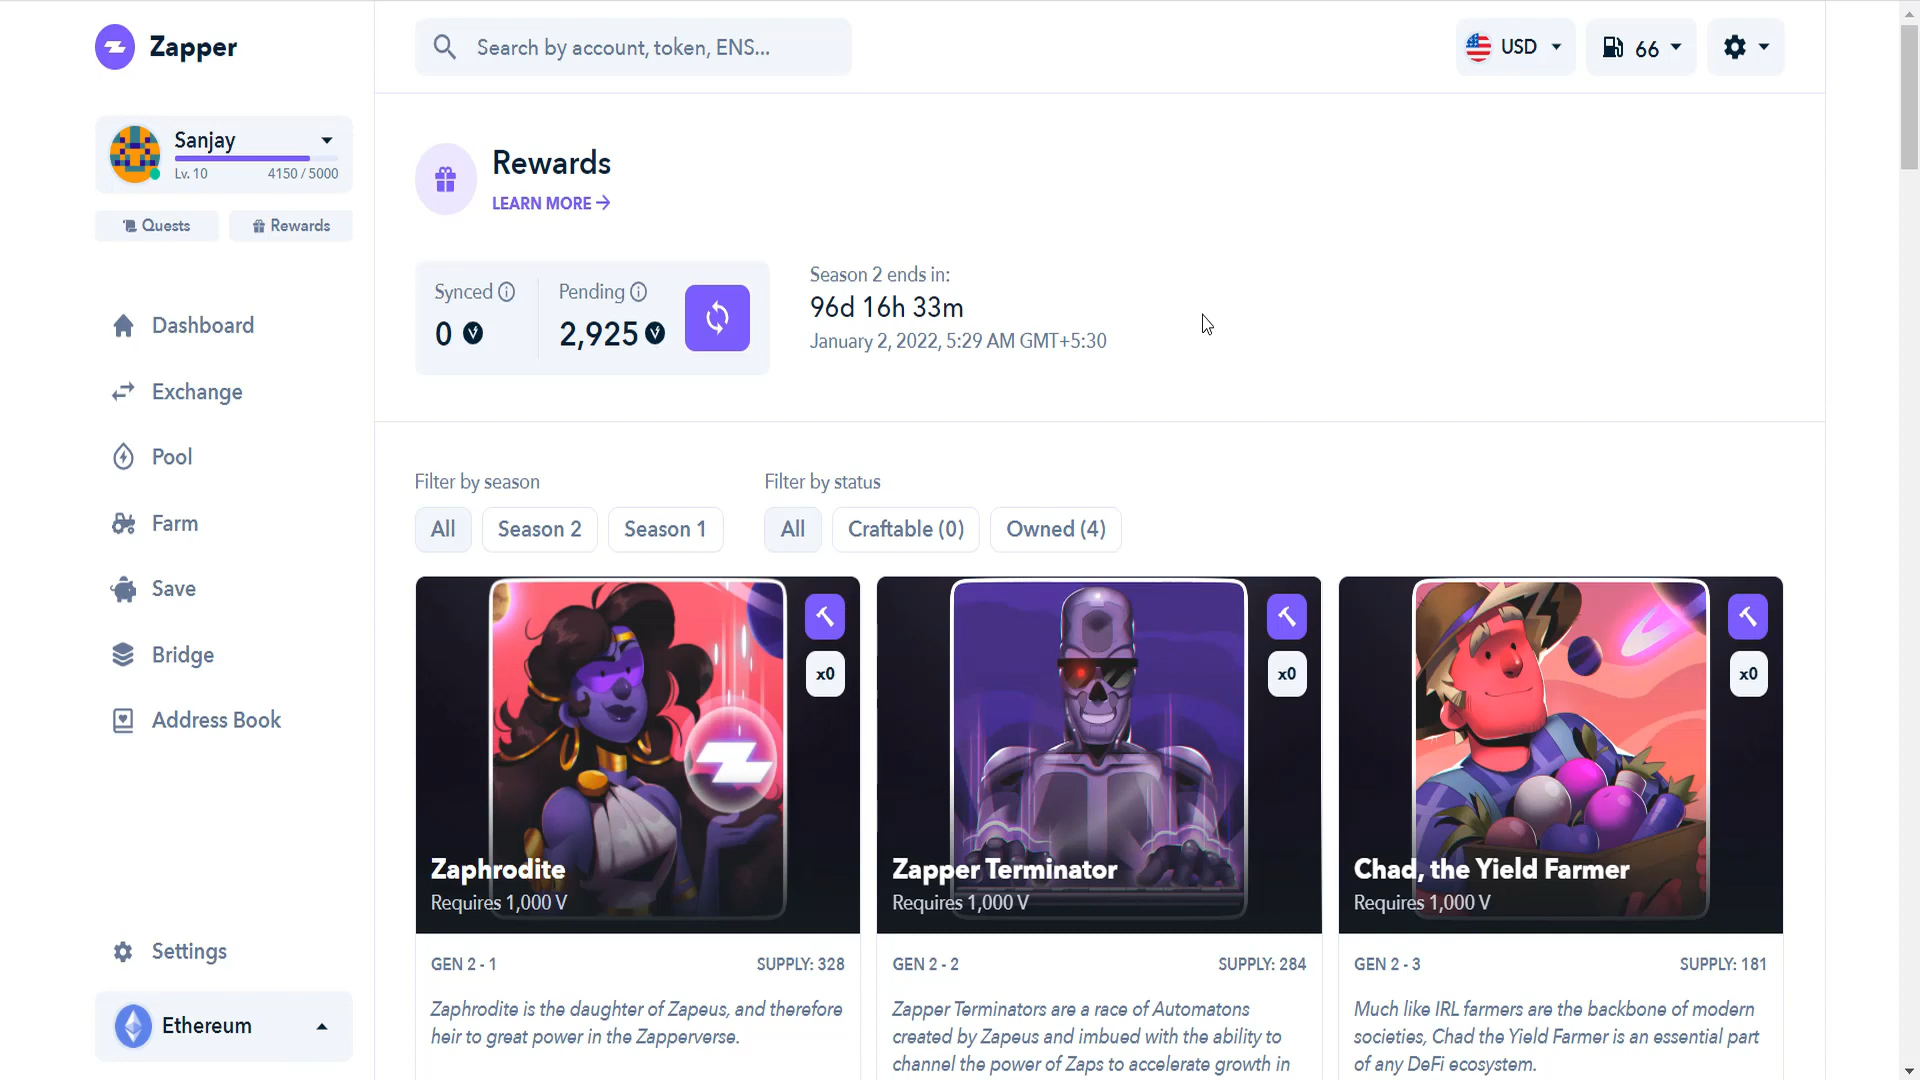 Zapper
Search by account, token, ENS...
USD
66
Sanjay
Lv. 10
4150 / 5000
Quests
Rewards
Rewards
LEARN MORE
Synced
0
Pending
2,925
Season 2 ends in:
96d 16h 33m
January 2, 2022, 5:29 AM GMT+5:30
Dashboard
Exchange
Pool
Farm
Save
Bridge
Address Book
Settings
Ethereum
Filter by season
All
Season 2
Season 1
Filter by status
All
Craftable (0)
Owned (4)
x0
Zaphrodite
Requires 1,000 V
GEN 2 - 1
SUPPLY: 328
Zaphrodite is the daughter of Zapeus, and therefore
heir to great power in the Zapperverse.
x0
Zapper Terminator
Requires 1,000 V
GEN 2 - 2
SUPPLY: 284
Zapper Terminators are a race of Automatons
created by Zapeus and imbued with the ability to
channel the power of Zaps to accelerate growth in
x0
Chad, the Yield Farmer
Requires 1,000 V
GEN 2 - 3
SUPPLY: 181
Much like IRL farmers are the backbone of modern
societies, Chad the Yield Farmer is an essential part
of any DeFi ecosystem.